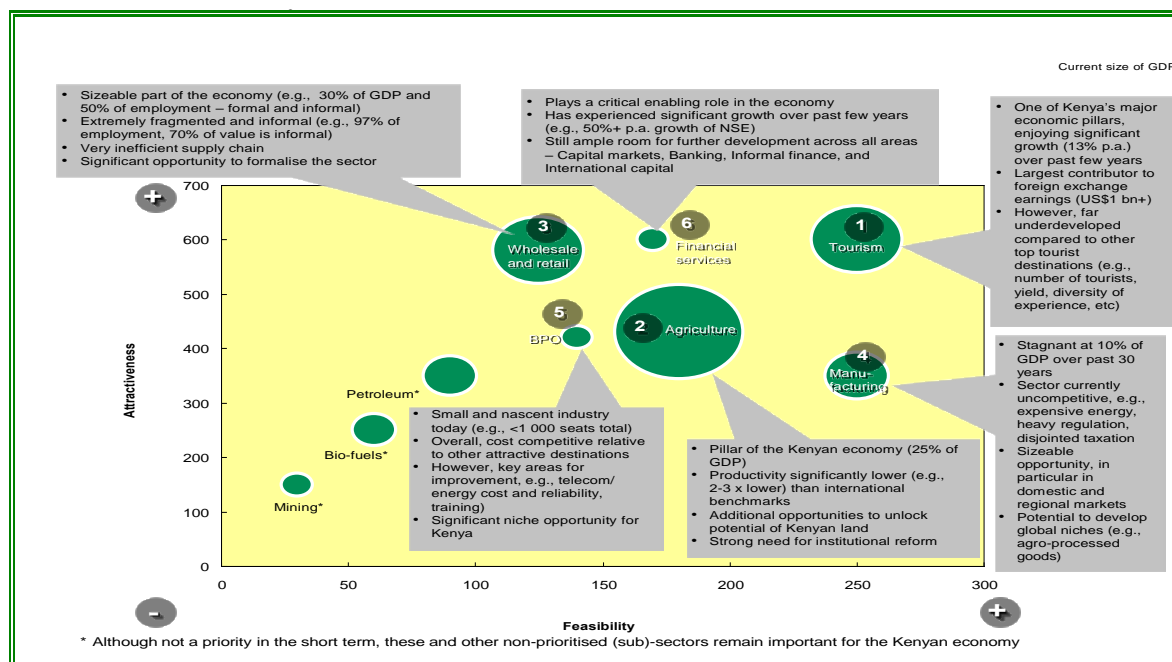 Current size of GDP
• Sizeable part of the economy (e.g., 30% of GDP and
50% of employment – formal and informal)
• Extremely fragmented and informal (e.g., 97% of
employment, 70% of value is informal)
• Very inefficient supply chain
• Significant opportunity to formalise the sector
• Plays a critical enabling role in the economy
• Has experienced significant growth over past few years
(e.g., 50%+ p.a. growth of NSE)
• Still ample room for further development across all areas
– Capital markets, Banking, Informal finance, and
International capital
• One of Kenya's major
economic pillars,
enjoying significant
growth (13% p.a.)
over past few years
• Largest contributor to
foreign exchange
earnings (US$1 bn+)
• However, far
underdeveloped
compared to other
top tourist
destinations (e.g.,
number of tourists,
yield, diversity of
experience, etc)
+
Attractiveness
700
600
500
400
300
200
100
0
3
Wholesale
and retail
6
Financial
services
1
Tourism
5
BPO
2
Agriculture
4
Manu-
facturing
Petroleum*
Bio-fuels*
Mining*
• Small and nascent industry
today (e.g., <1 000 seats total)
• Overall, cost competitive relative
to other attractive destinations
• However, key areas for
improvement, e.g., telecom/
energy cost and reliability,
training)
• Significant niche opportunity for
Kenya
• Pillar of the Kenyan economy (25% of
GDP)
• Productivity significantly lower (e.g.,
2-3 x lower) than international
benchmarks
• Additional opportunities to unlock
potential of Kenyan land
• Strong need for institutional reform
• Stagnant at 10% of
GDP over past 30
years
• Sector currently
uncompetitive, e.g.,
expensive energy,
heavy regulation,
disjointed taxation
• Sizeable
opportunity, in
particular in
domestic and
regional markets
• Potential to develop
global niches (e.g.,
agro-processed
goods)
0 50 100 150 200 250 300
- +
Feasibility
* Although not a priority in the short term, these and other non-prioritised (sub)-sectors remain important for the Kenyan economy